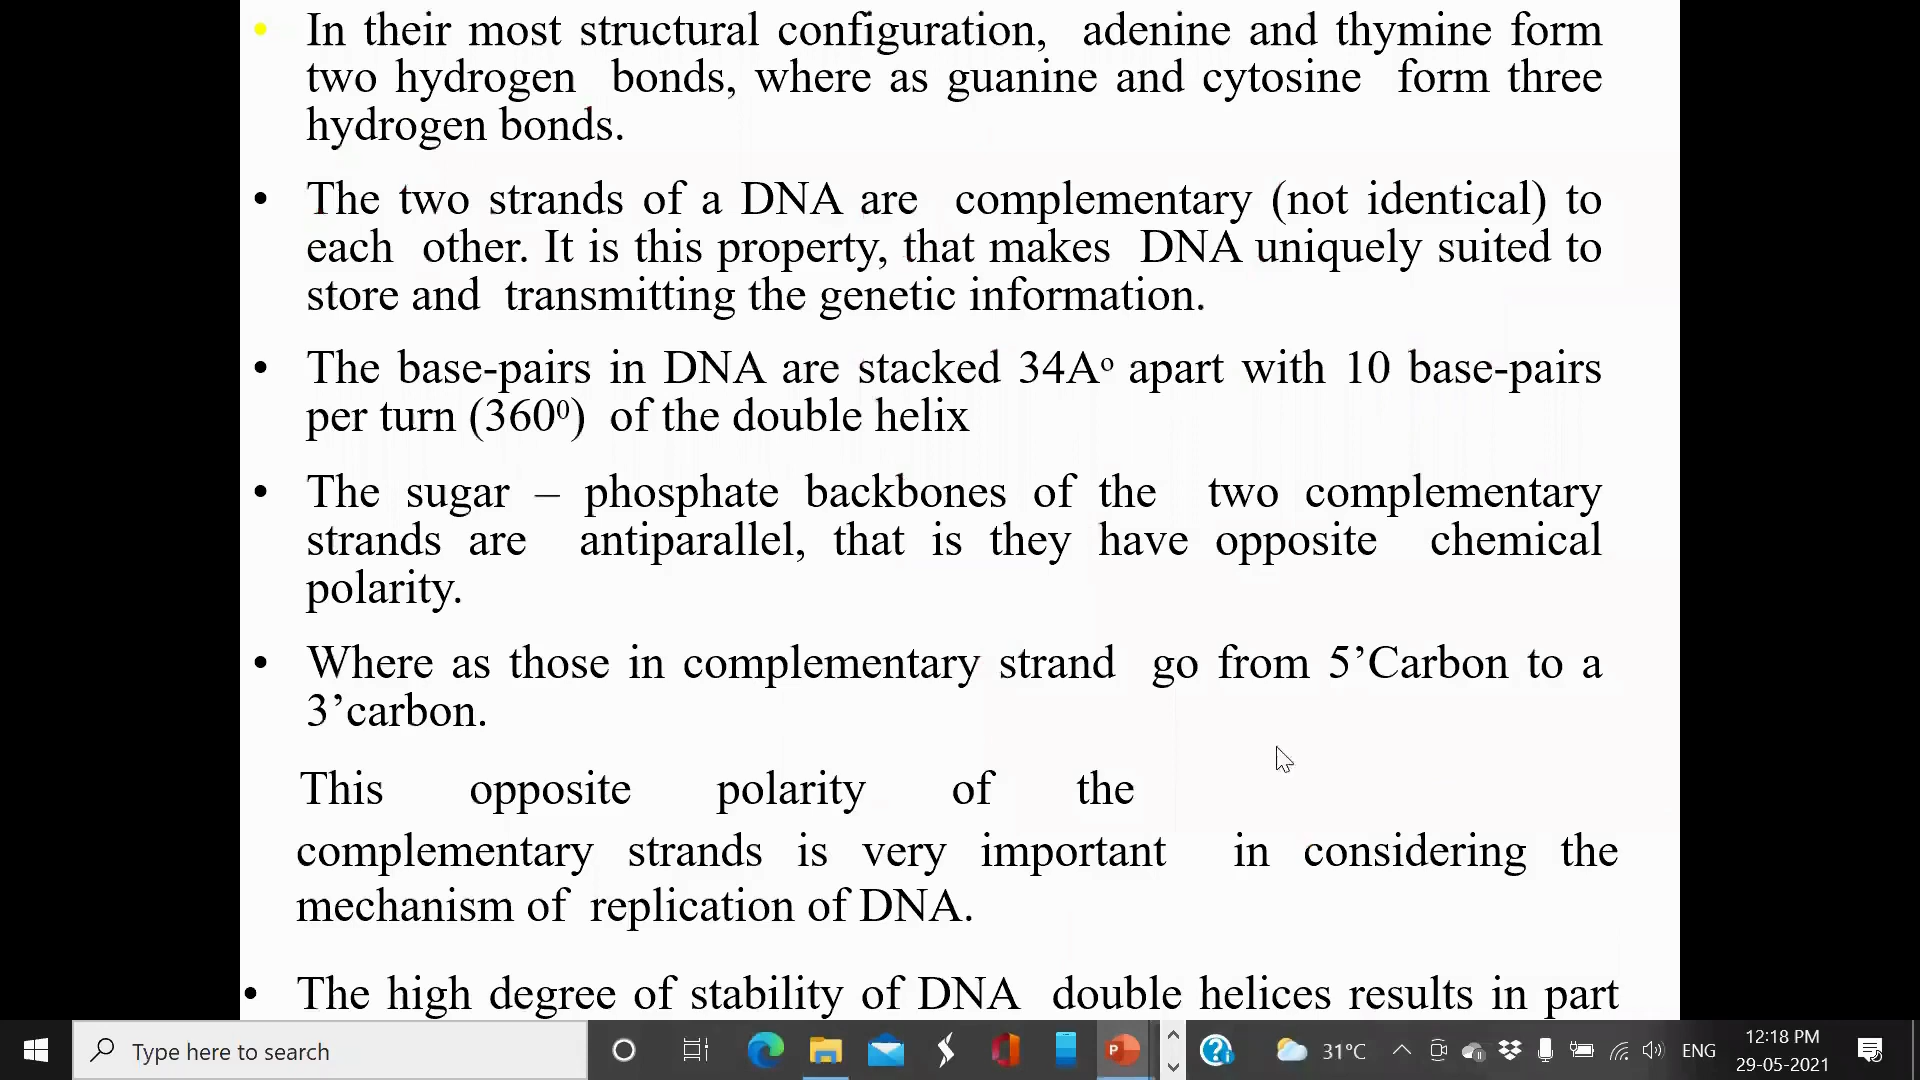 • In their most structural configuration, adenine and thymine form
two hydrogen bonds, where as guanine and cytosine form three
hydrogen bonds.
• The two strands of a DNA are complementary (not identical) to
each other. It is this property, that makes DNA uniquely suited to
store and transmitting the genetic information.
• The base-pairs in DNA are stacked 34Aº apart with 10 base-pairs
per turn (360⁰) of the double helix
• The sugar – phosphate backbones of the two complementary
strands are antiparallel, that is they have opposite chemical
polarity.
• Where as those in complementary strand go from 5’Carbon to a
3’carbon.
This opposite polarity of the
complementary strands is very important in considering the
mechanism of replication of DNA.
• The high degree of stability of DNA double helices results in part
Type here to search
31°C
ENG
12:18 PM
29-05-2021